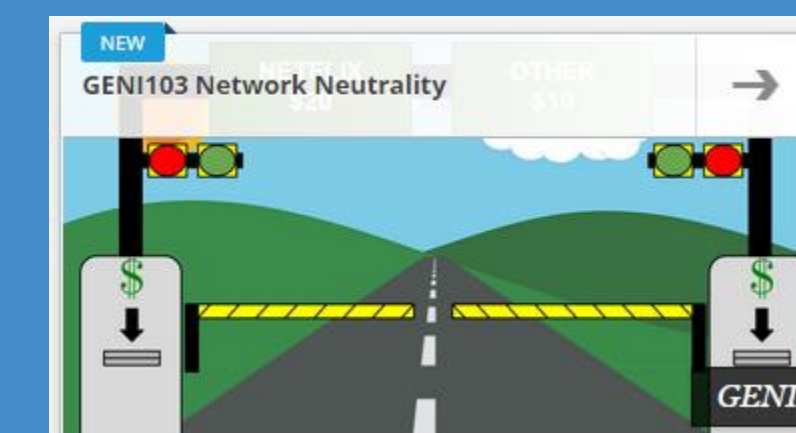 NEW
NETFLIX OTHER
GENI103 Network Neutrality
$20 $10
$ $
GENI